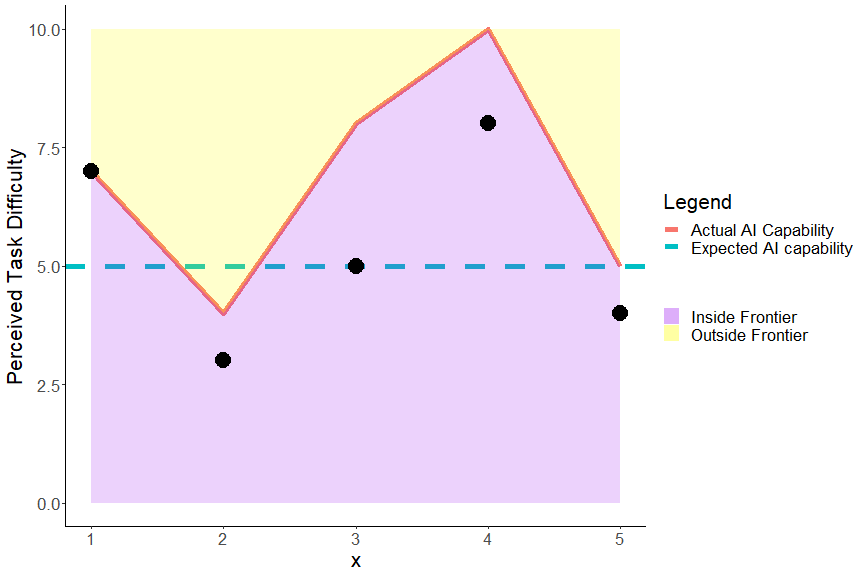 10.0
7.5
5.0
2.5
0.0
Perceived Task Difficulty
1 2 3 4 5
x
Legend
Actual AI Capability
Expected AI capability
Inside Frontier
Outside Frontier